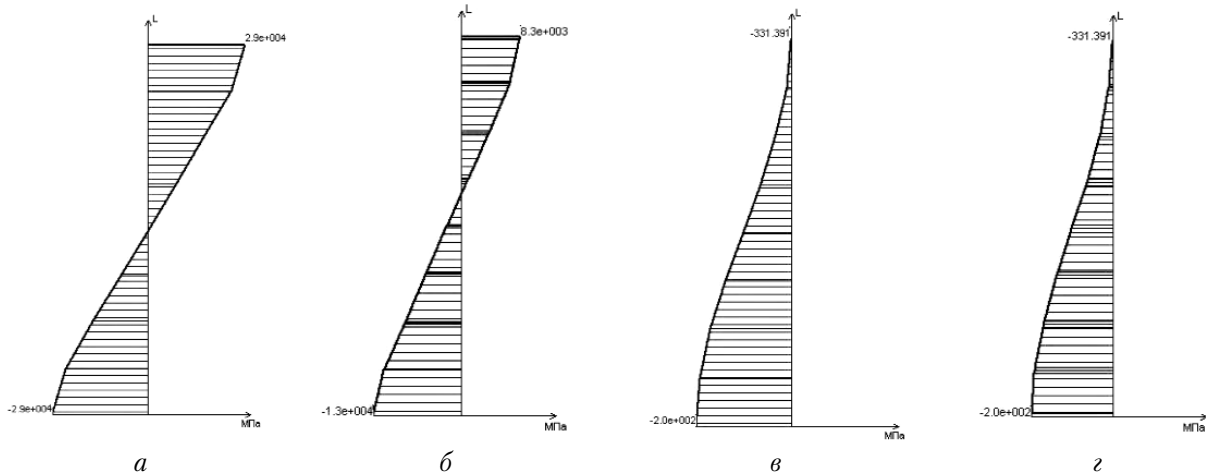 L
2.9e+004
-2.9e+004
МПа
а
L
8.3e+003
-1.3e+004
МПа
б
L
-331.391
-2.0e+002
МПа
в
L
-331.391
-2.0e+002
МПа
г